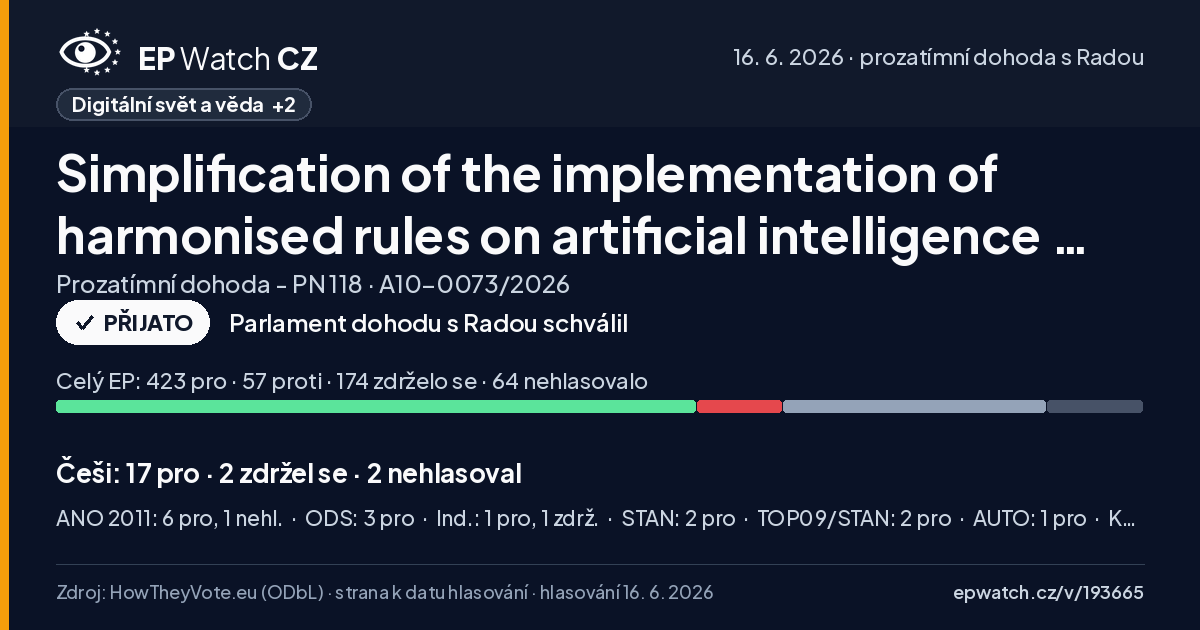 EP Watch CZ
16. 6. 2026 · prozatímní dohoda s Radou
Digitální svět a věda +2
Simplification of the implementation of
harmonised rules on artificial intelligence …
Prozatímní dohoda - PN 118 · A10-0073/2026
✓ PŘIJATO Parlament dohodu s Radou schválil
Celý EP: 423 pro · 57 proti · 174 zdrželo se · 64 nehlasovalo
Češi: 17 pro · 2 zdržel se · 2 nehlasoval
ANO 2011: 6 pro, 1 nehl. · ODS: 3 pro · Ind.: 1 pro, 1 zdrž. · STAN: 2 pro · TOP09/STAN: 2 pro · AUTO: 1 pro · K…
Zdroj: HowTheyVote.eu (ODbL) · strana k datu hlasování · hlasování 16. 6. 2026
epwatch.cz/v/193665